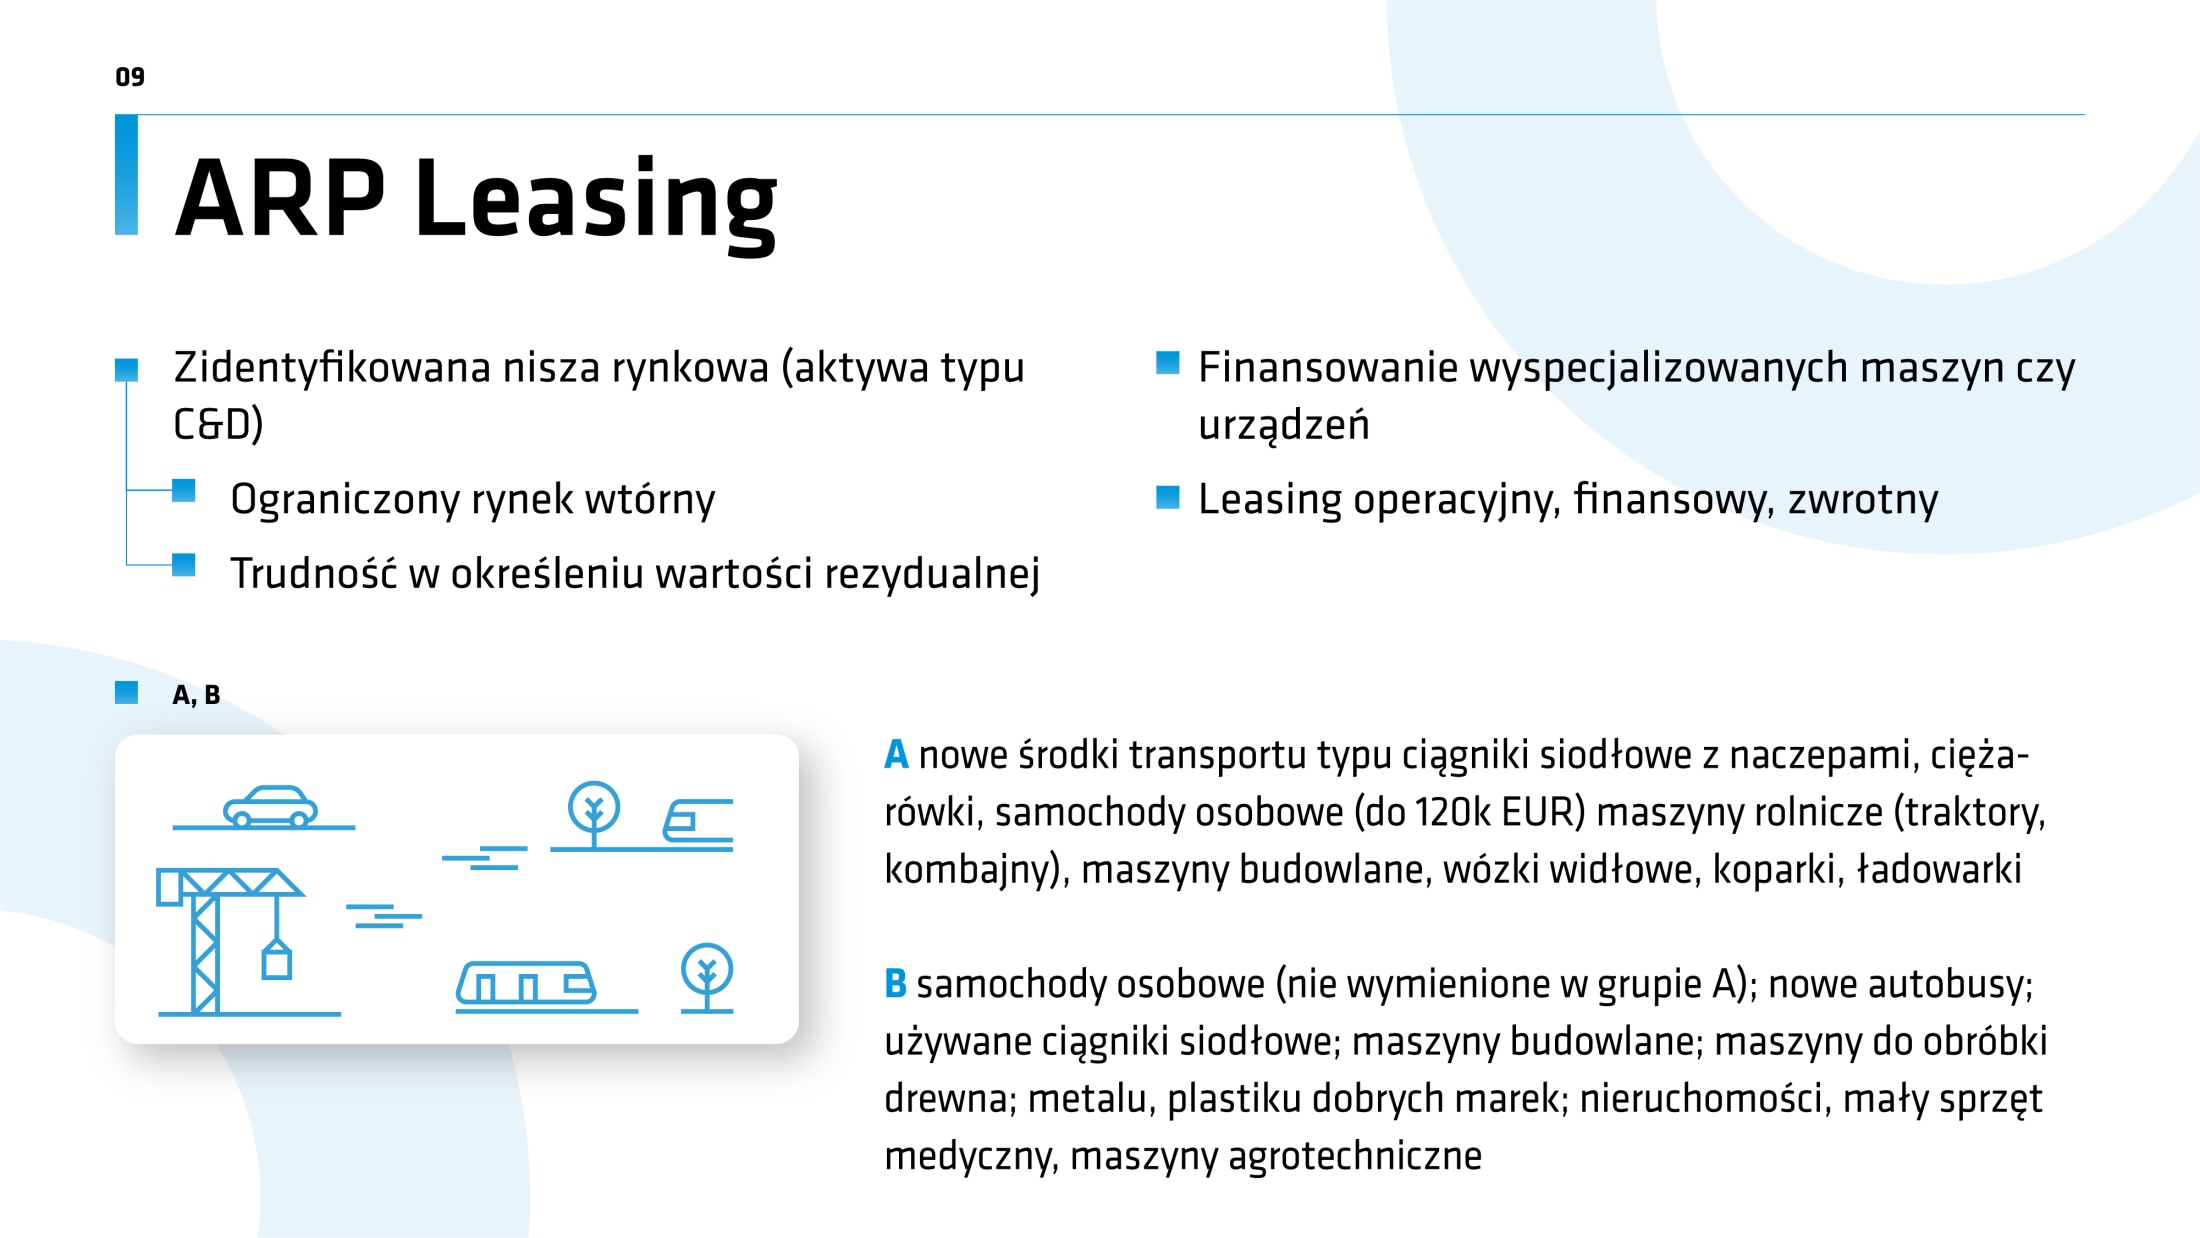 09
ARP Leasing
Zidentyfikowana nisza rynkowa (aktywa typu
C&D)
Ograniczony rynek wtórny
Trudność w określeniu wartości rezydualnej
Finansowanie wyspecjalizowanych maszyn czy
urządzeń
Leasing operacyjny, finansowy, zwrotny
A, B
A nowe środki transportu typu ciągniki siodłowe z naczepami, cięża-
rówki, samochody osobowe (do 120k EUR) maszyny rolnicze (traktory,
kombajny), maszyny budowlane, wózki widłowe, koparki, ładowarki
B samochody osobowe (nie wymienione w grupie A); nowe autobusy;
używane ciągniki siodłowe; maszyny budowlane; maszyny do obróbki
drewna; metalu, plastiku dobrych marek; nieruchomości, mały sprzęt
medyczny, maszyny agrotechniczne